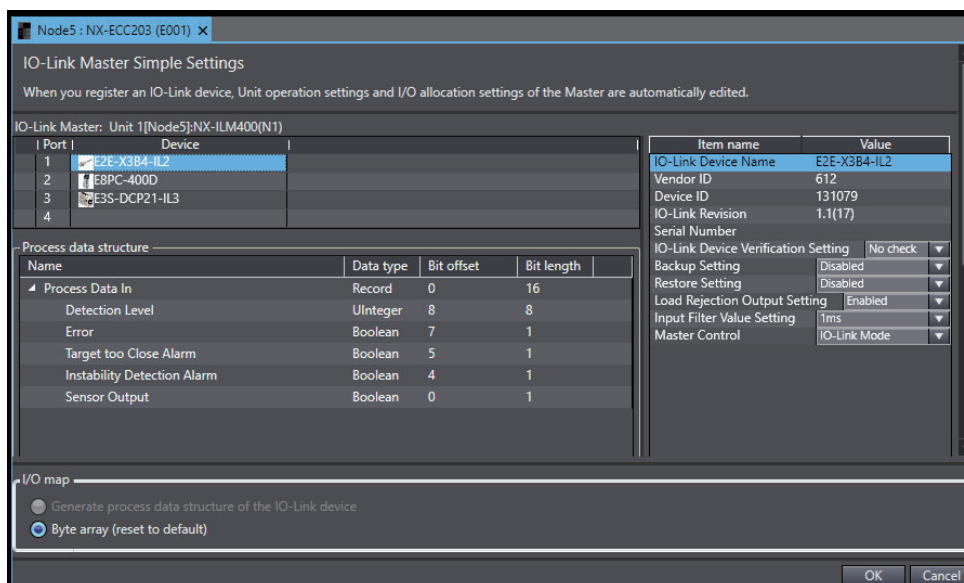 Node5 : NX-ECC203 (E001) ×
IO-Link Master Simple Settings
When you register an IO-Link device, Unit operation settings and I/O allocation settings of the Master are automatically edited.
IO-Link Master: Unit 1[Node5]:NX-ILM400(N1)
Port Device
1 E2E-X3B4-IL2
2 E8PC-400D
3 E3S-DCP21-IL3
4
Item name Value
IO-Link Device Name E2E-X3B4-IL2
Vendor ID 612
Device ID 131079
IO-Link Revision 1.1(17)
Serial Number
IO-Link Device Verification Setting No check
Backup Setting Disabled
Restore Setting Disabled
Load Rejection Output Setting Enabled
Input Filter Value Setting 1ms
Master Control IO-Link Mode
Process data structure
Name Data type Bit offset Bit length
Process Data In Record 0 16
Detection Level UInteger 8 8
Error Boolean 7 1
Target too Close Alarm Boolean 5 1
Instability Detection Alarm Boolean 4 1
Sensor Output Boolean 0 1
I/O map
Generate process data structure of the IO-Link device
Byte array (reset to default)
OK Cancel